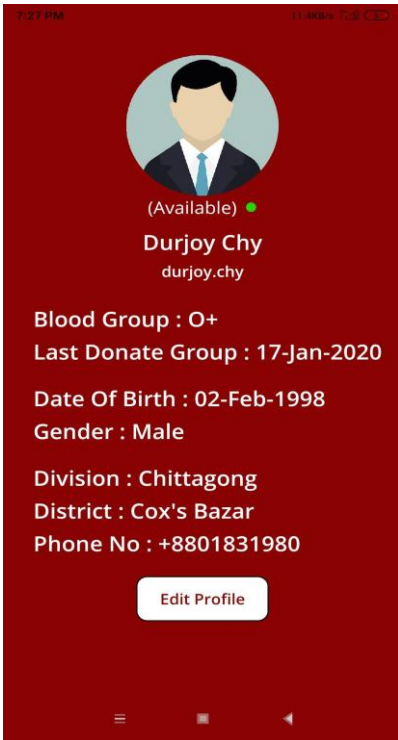 7:27 PM
(Available)
Durjoy Chy
durjoy.chy
Blood Group : O+
Last Donate Group : 17-Jan-2020
Date Of Birth : 02-Feb-1998
Gender : Male
Division : Chittagong
District : Cox's Bazar
Phone No : +8801831980
Edit Profile